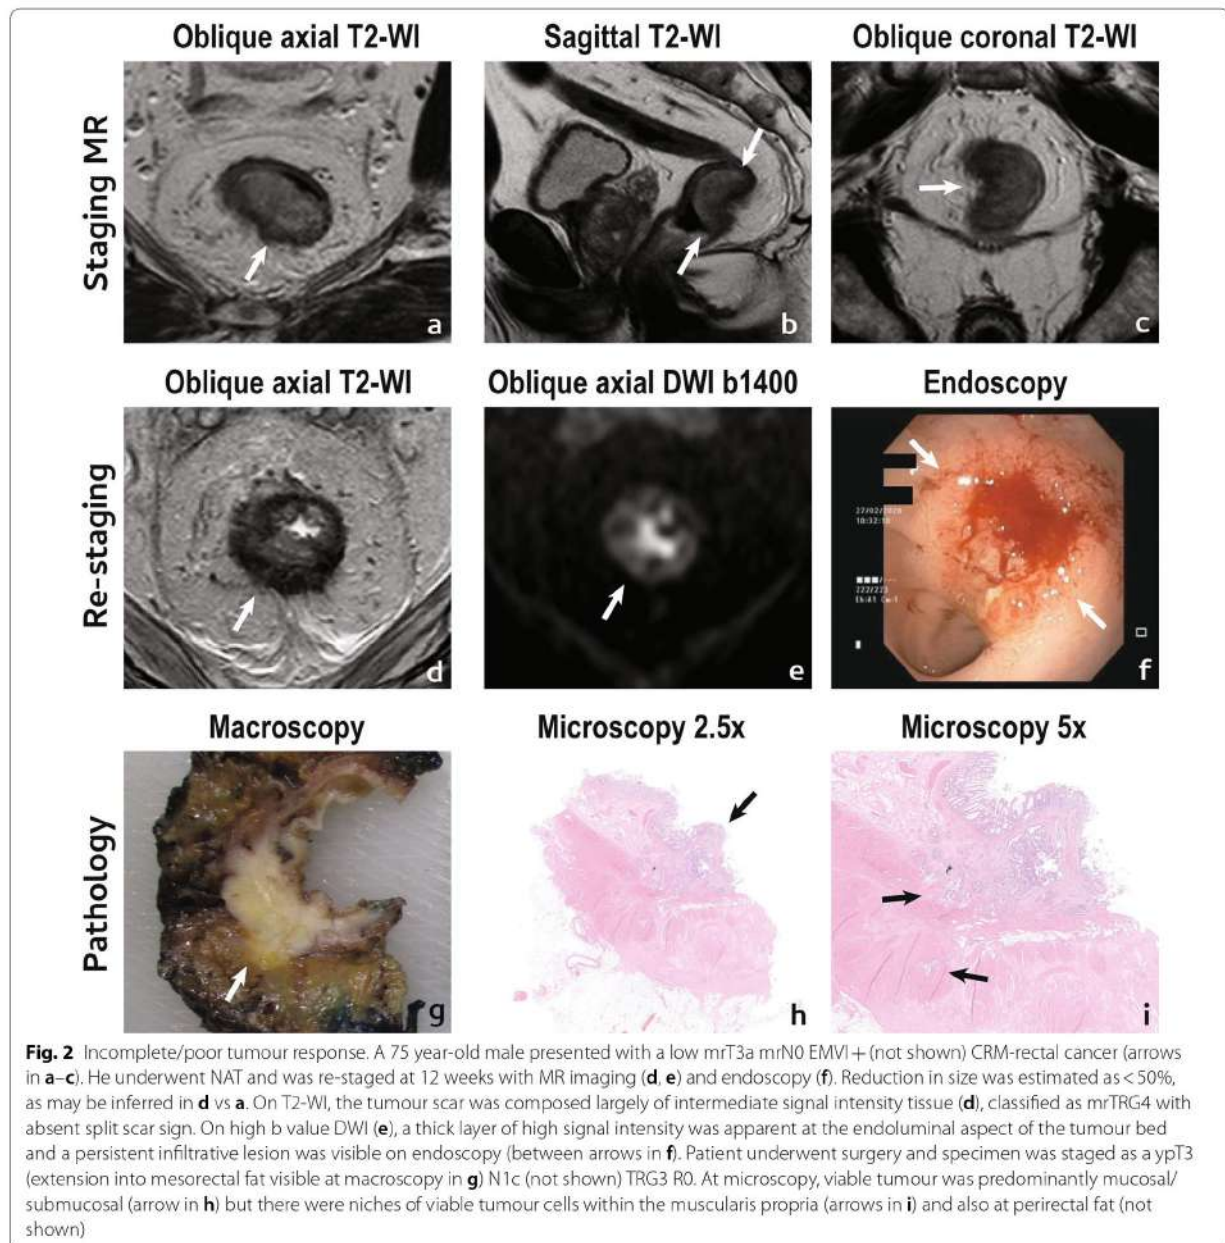 Oblique axial T2-WI Sagittal T2-WI Oblique coronal T2-WI
Staging MR
a b c
Oblique axial T2-WI Oblique axial DWI b1400 Endoscopy
Re-staging
27/02/2020
10:32:10
222/223
d e f
Macroscopy Microscopy 2.5x Microscopy 5x
Pathology
g h i
Fig. 2 Incomplete/poor tumour response. A 75 year-old male presented with a low mrT3a mrN0 EMVI + (not shown) CRM-rectal cancer (arrows
in a–c). He underwent NAT and was re-staged at 12 weeks with MR imaging (d, e) and endoscopy (f). Reduction in size was estimated as < 50%,
as may be inferred in d vs a. On T2-WI, the tumour scar was composed largely of intermediate signal intensity tissue (d), classified as mrTRG4 with
absent split scar sign. On high b value DWI (e), a thick layer of high signal intensity was apparent at the endoluminal aspect of the tumour bed
and a persistent infiltrative lesion was visible on endoscopy (between arrows in f). Patient underwent surgery and specimen was staged as a ypT3
(extension into mesorectal fat visible at macroscopy in g) N1c (not shown) TRG3 R0. At microscopy, viable tumour was predominantly mucosal/
submucosal (arrow in h) but there were niches of viable tumour cells within the muscularis propria (arrows in i) and also at perirectal fat (not
shown)